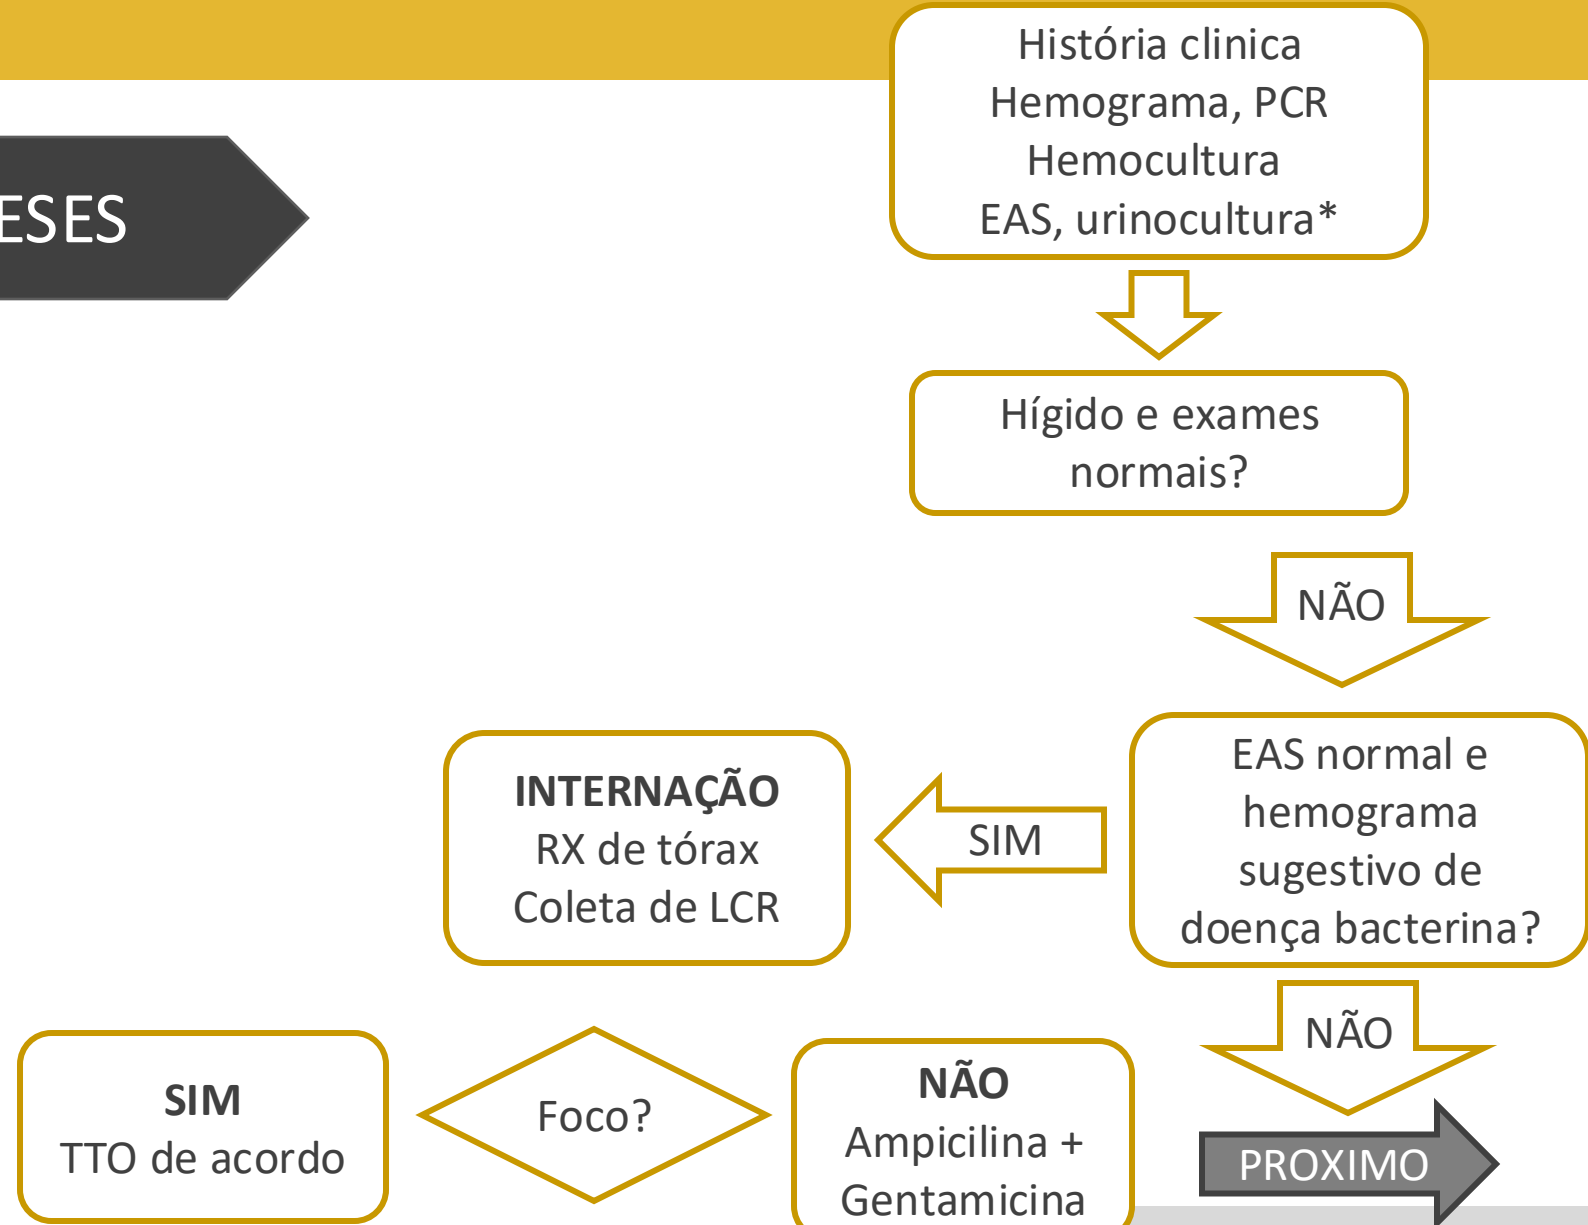 História clinica
Hemograma, PCR
Hemocultura
EAS, urinocultura*
ESES
Hígido e exames
normais?
NÃO
EAS normal e
hemograma
sugestivo de
doença bacterina?
SIM
INTERNAÇÃO
RX de tórax
Coleta de LCR
NÃO
PROXIMO
Foco?
SIM
TTO de acordo
NÃO
Ampicilina +
Gentamicina